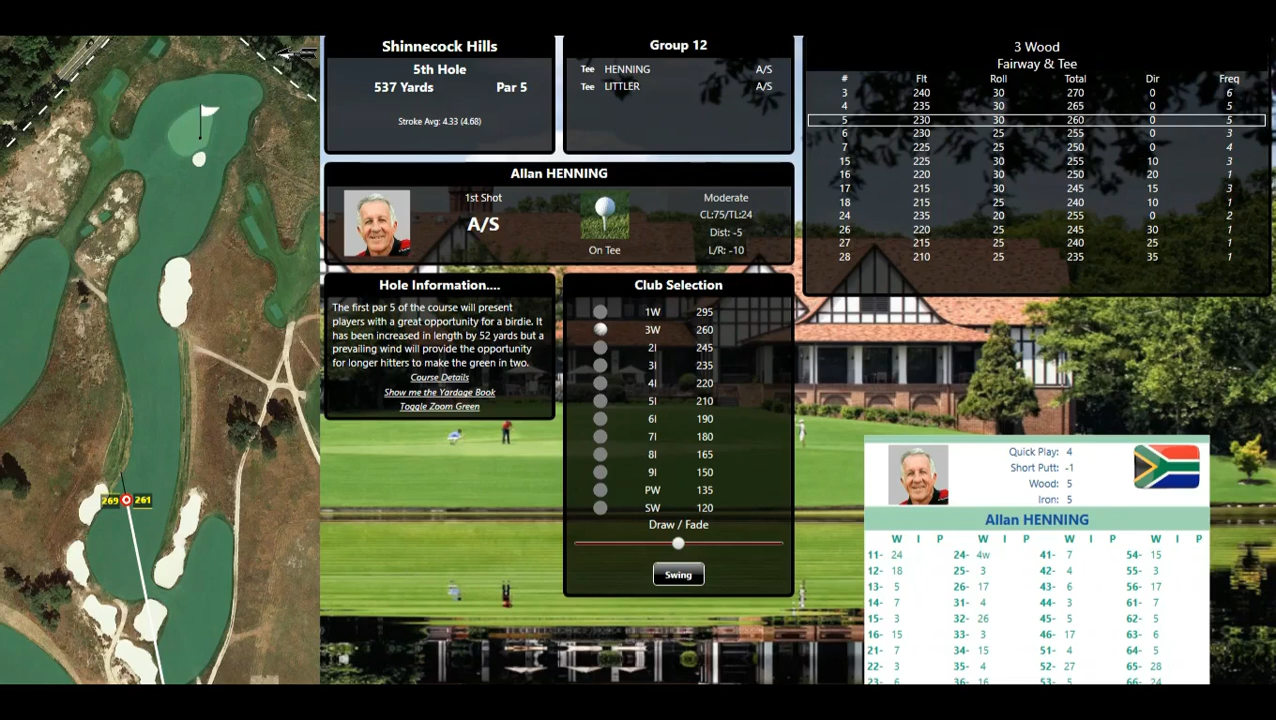 Shinnecock Hills
5th Hole
537 Yards Par 5
Stroke Avg: 4.33 (4.68)
Group 12
Tee HENNING A/S
Tee LITTLER A/S
Allan HENNING
1st Shot
A/S
On Tee
Moderate
CL:75/TL:24
Dist: -5
L/R: -10
Hole Information....
The first par 5 of the course will present
players with a great opportunity for a birdie. It
has been increased in length by 52 yards but a
prevailing wind will provide the opportunity
for longer hitters to make the green in two.
Course Details
Show me the Yardage Book
Toggle Zoom Green
Club Selection
1W 295
3W 260
2I 245
3I 235
4I 220
5I 210
6I 190
7I 180
8I 165
9I 150
PW 135
SW 120
Draw / Fade
Swing
269 261
3 Wood
Fairway & Tee
# Flt Roll Total Dir Freq
3 240 30 270 0 6
4 235 30 265 0 5
5 230 30 260 0 5
6 230 25 255 0 3
7 225 25 250 0 4
15 225 30 255 10 3
16 220 30 250 20 1
17 215 30 245 15 3
18 215 25 240 10 1
24 235 20 255 0 2
26 220 25 245 30 1
27 215 25 240 25 1
28 210 25 235 35 1
Quick Play: 4
Short Putt: -1
Wood: 5
Iron: 5
Allan HENNING
W I P W I P W I P W I P
11- 24 24- 4w 41- 7 54- 15
12- 18 25- 3 42- 4 55- 3
13- 5 26- 17 43- 6 56- 17
14- 7 31- 4 44- 3 61- 7
15- 3 32- 26 45- 5 62- 5
16- 15 33- 3 46- 17 63- 6
21- 7 34- 15 51- 4 64- 5
22- 3 35- 4 52- 27 65- 28
23- 6 36- 16 53- 5 66- 24